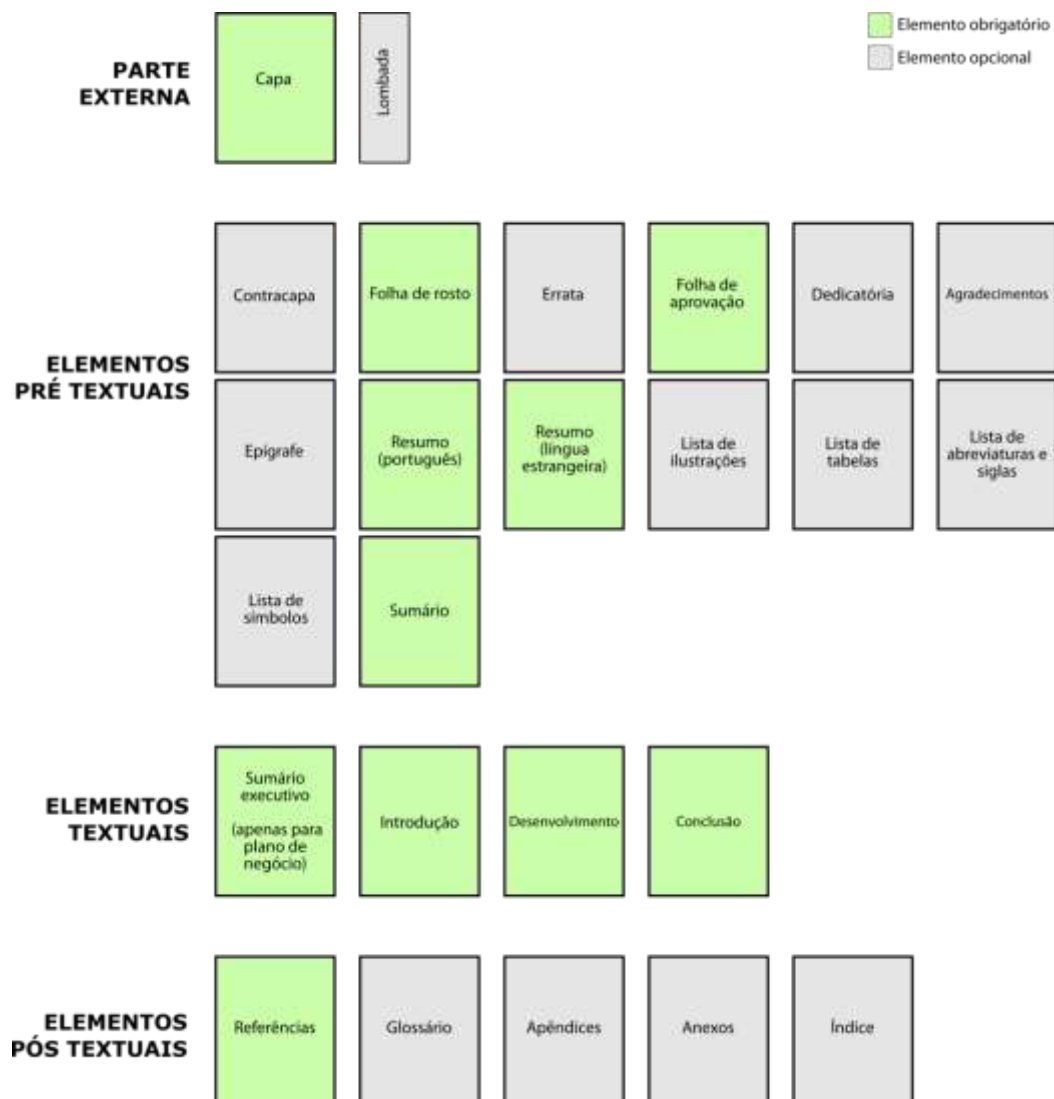 Elemento obrigatório
Elemento opcional
PARTE
EXTERNA
Capa
Lombada
ELEMENTOS
PRÉ TEXTUAIS
Contracapa
Folha de rosto
Errata
Folha de
aprovação
Dedicatória
Agradecimentos
Epígrafe
Resumo
(português)
Resumo
(língua
estrangeira)
Lista de
ilustrações
Lista de
tabelas
Lista de
abreviaturas e
siglas
Lista de
símbolos
Sumário
ELEMENTOS
TEXTUAIS
Sumário
executivo
(apenas para
plano de
negócio)
Introdução
Desenvolvimento
Conclusão
ELEMENTOS
PÓS TEXTUAIS
Referências
Glossário
Apêndices
Anexos
Índice